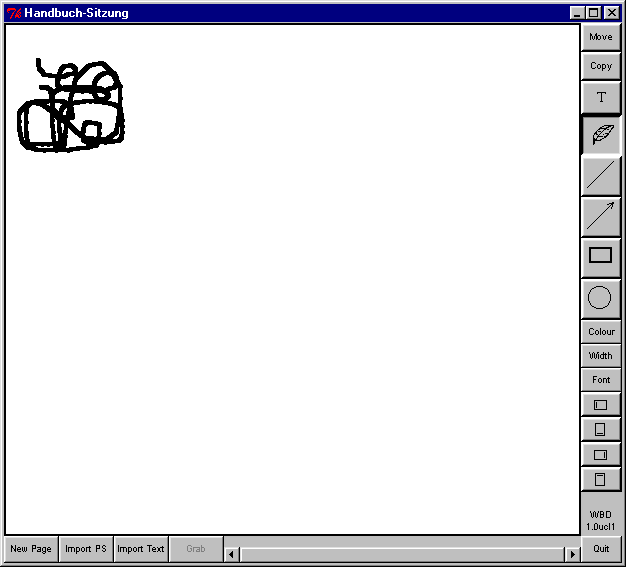 Handbuch-Sitzung
Move
Copy
T
Colour
Width
Font
WBD
1.0ucl1
New Page Import PS Import Text Grab Quit